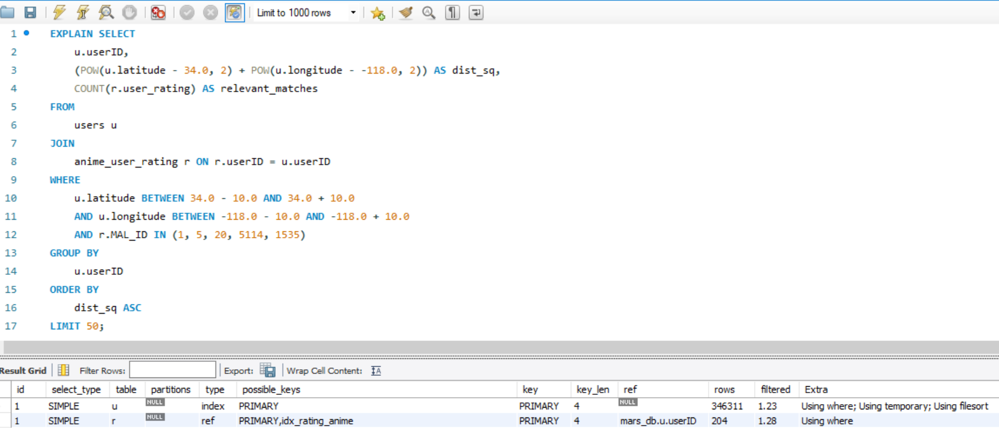 Limit to 1000 rows
1 EXPLAIN SELECT
2 u.userID,
3 (POW(u.latitude - 34.0, 2) + POW(u.longitude - -118.0, 2)) AS dist_sq,
4 COUNT(r.user_rating) AS relevant_matches
5 FROM
6 users u
7 JOIN
8 anime_user_rating r ON r.userID = u.userID
9 WHERE
10 u.latitude BETWEEN 34.0 - 10.0 AND 34.0 + 10.0
11 AND u.longitude BETWEEN -118.0 - 10.0 AND -118.0 + 10.0
12 AND r.MAL_ID IN (1, 5, 20, 5114, 1535)
13 GROUP BY
14 u.userID
15 ORDER BY
16 dist_sq ASC
17 LIMIT 50;
Result Grid Filter Rows: Export: Wrap Cell Content: IA
id select_type table partitions type possible_keys key key_len ref rows filtered Extra
1 SIMPLE u NULL index PRIMARY PRIMARY 4 NULL 346311 1.23 Using where; Using temporary; Using filesort
1 SIMPLE r NULL ref PRIMARY,idx_rating_anime PRIMARY 4 mars_db.u.userID 204 1.28 Using where